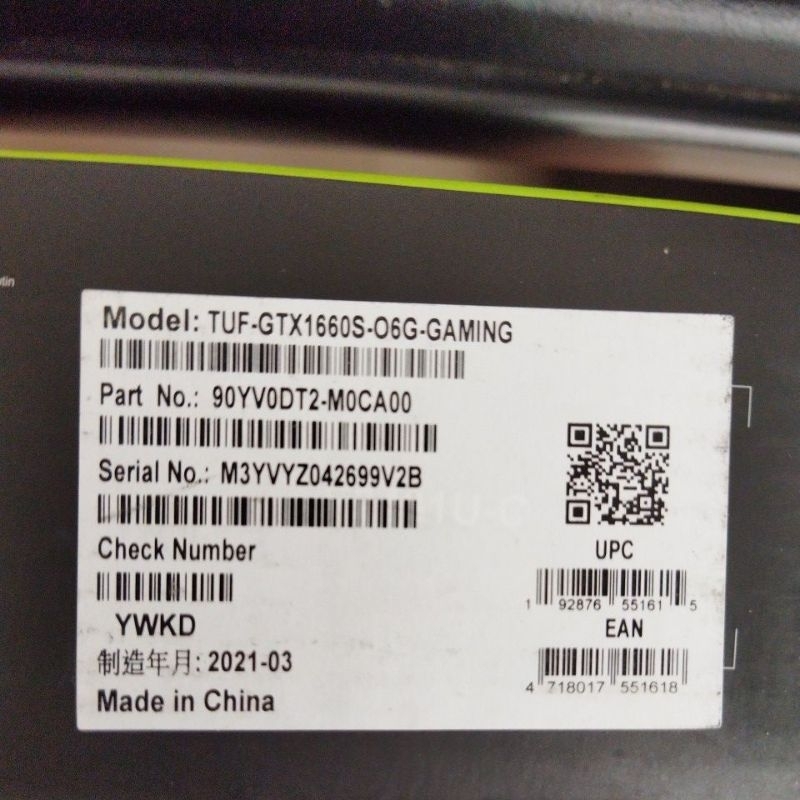 Model: TUF-GTX1660S-O6G-GAMING
Part No.: 90YV0DT2-M0CA00
Serial No.: M3YVYZ042699V2B
Check Number
YWKD
制造年月: 2021-03
Made in China
UPC
1 92876 55161 5
EAN
4 718017 551618